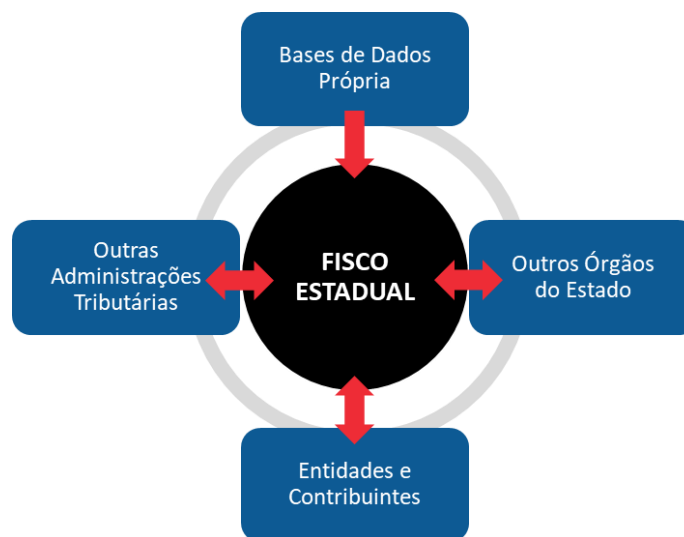 Bases de Dados
Própria
Outras
Administrações
Tributárias
FISCO
ESTADUAL
Outros Órgãos
do Estado
Entidades e
Contribuintes